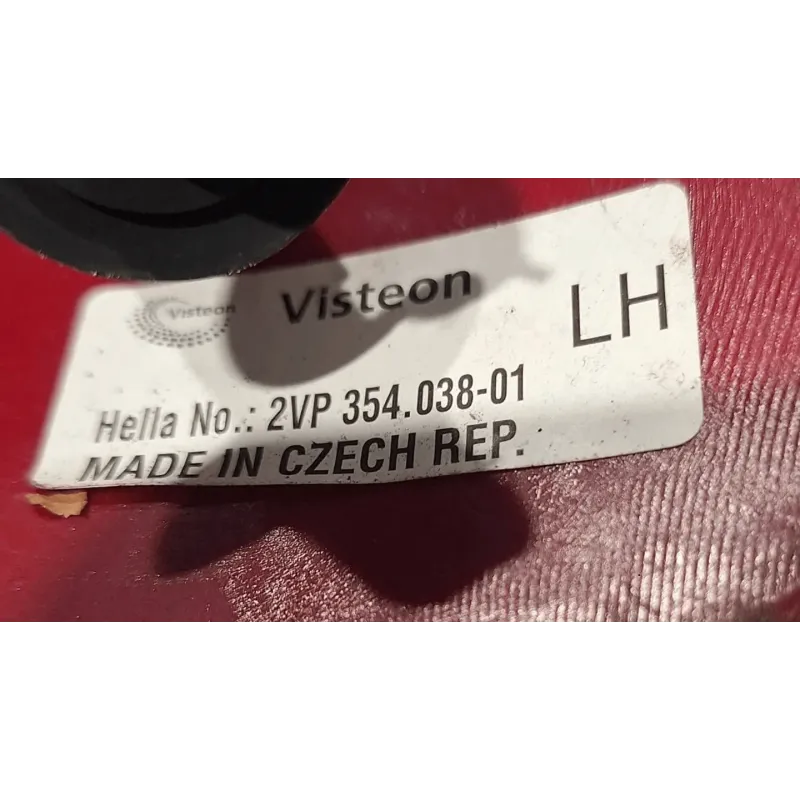 Visteon Visteon LH
Hella No.: 2VP 354.038-01
MADE IN CZECH REP.